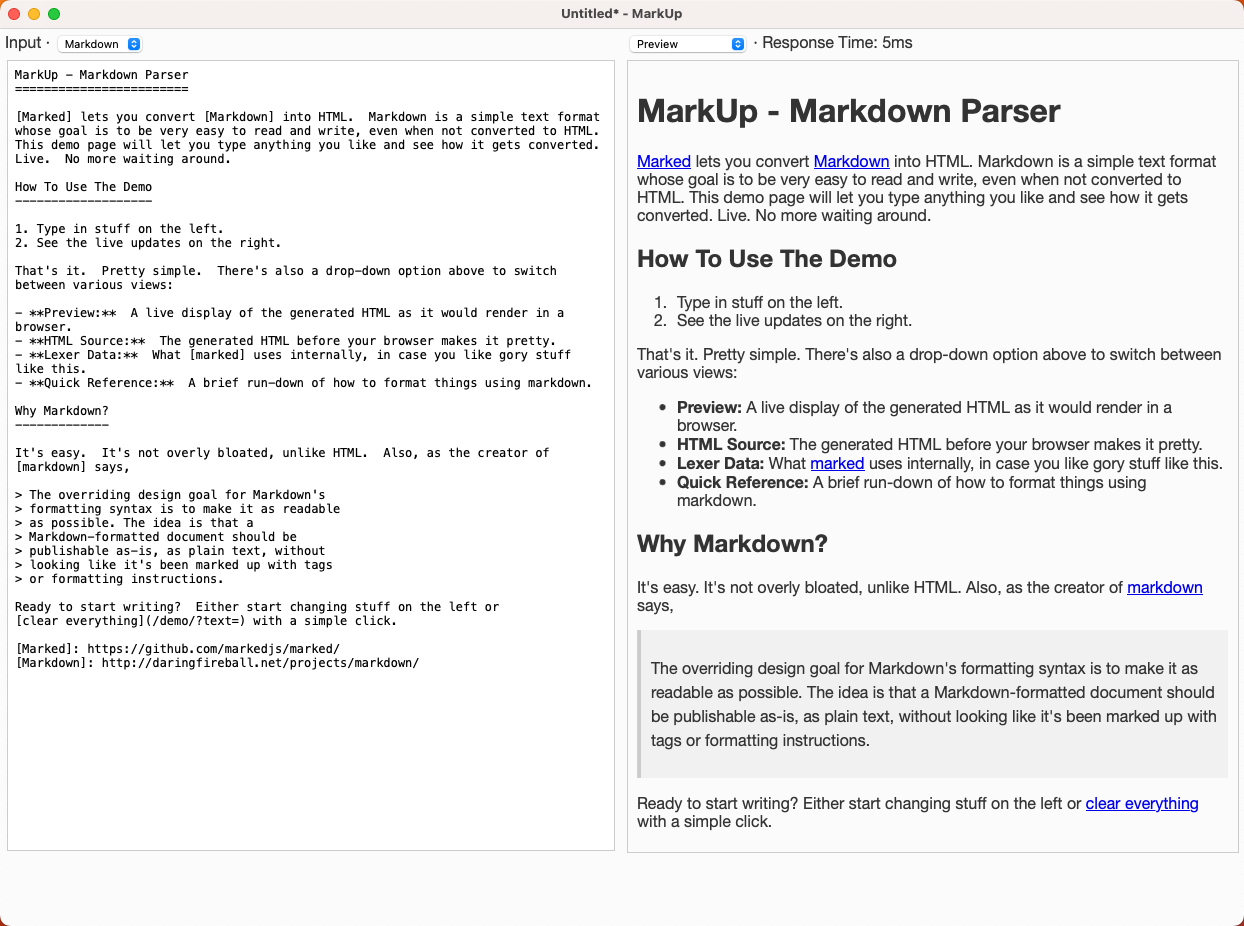 Untitled* - MarkUp
Input · Markdown
Preview · Response Time: 5ms
MarkUp - Markdown Parser
========================
[Marked] lets you convert [Markdown] into HTML.  Markdown is a simple text format
whose goal is to be very easy to read and write, even when not converted to HTML.
This demo page will let you type anything you like and see how it gets converted.
Live.  No more waiting around.
How To Use The Demo
-------------------
1. Type in stuff on the left.
2. See the live updates on the right.
That's it.  Pretty simple.  There's also a drop-down option above to switch
between various views:
- **Preview:**  A live display of the generated HTML as it would render in a
browser.
- **HTML Source:**  The generated HTML before your browser makes it pretty.
- **Lexer Data:**  What [marked] uses internally, in case you like gory stuff
like this.
- **Quick Reference:**  A brief run-down of how to format things using markdown.
Why Markdown?
-------------
It's easy.  It's not overly bloated, unlike HTML.  Also, as the creator of
[markdown] says,
> The overriding design goal for Markdown's
> formatting syntax is to make it as readable
> as possible. The idea is that a
> Markdown-formatted document should be
> publishable as-is, as plain text, without
> looking like it's been marked up with tags
> or formatting instructions.
Ready to start writing?  Either start changing stuff on the left or
[clear everything](/demo/?text=) with a simple click.
[Marked]: https://github.com/markedjs/marked/
[Markdown]: http://daringfireball.net/projects/markdown/
MarkUp - Markdown Parser
Marked lets you convert Markdown into HTML. Markdown is a simple text format
whose goal is to be very easy to read and write, even when not converted to
HTML. This demo page will let you type anything you like and see how it gets
converted. Live. No more waiting around.
How To Use The Demo
1. Type in stuff on the left.
2. See the live updates on the right.
That's it. Pretty simple. There's also a drop-down option above to switch between
various views:
• Preview: A live display of the generated HTML as it would render in a
browser.
• HTML Source: The generated HTML before your browser makes it pretty.
• Lexer Data: What marked uses internally, in case you like gory stuff like this.
• Quick Reference: A brief run-down of how to format things using
markdown.
Why Markdown?
It's easy. It's not overly bloated, unlike HTML. Also, as the creator of markdown
says,
The overriding design goal for Markdown's formatting syntax is to make it as
readable as possible. The idea is that a Markdown-formatted document should
be publishable as-is, as plain text, without looking like it's been marked up with
tags or formatting instructions.
Ready to start writing? Either start changing stuff on the left or clear everything
with a simple click.